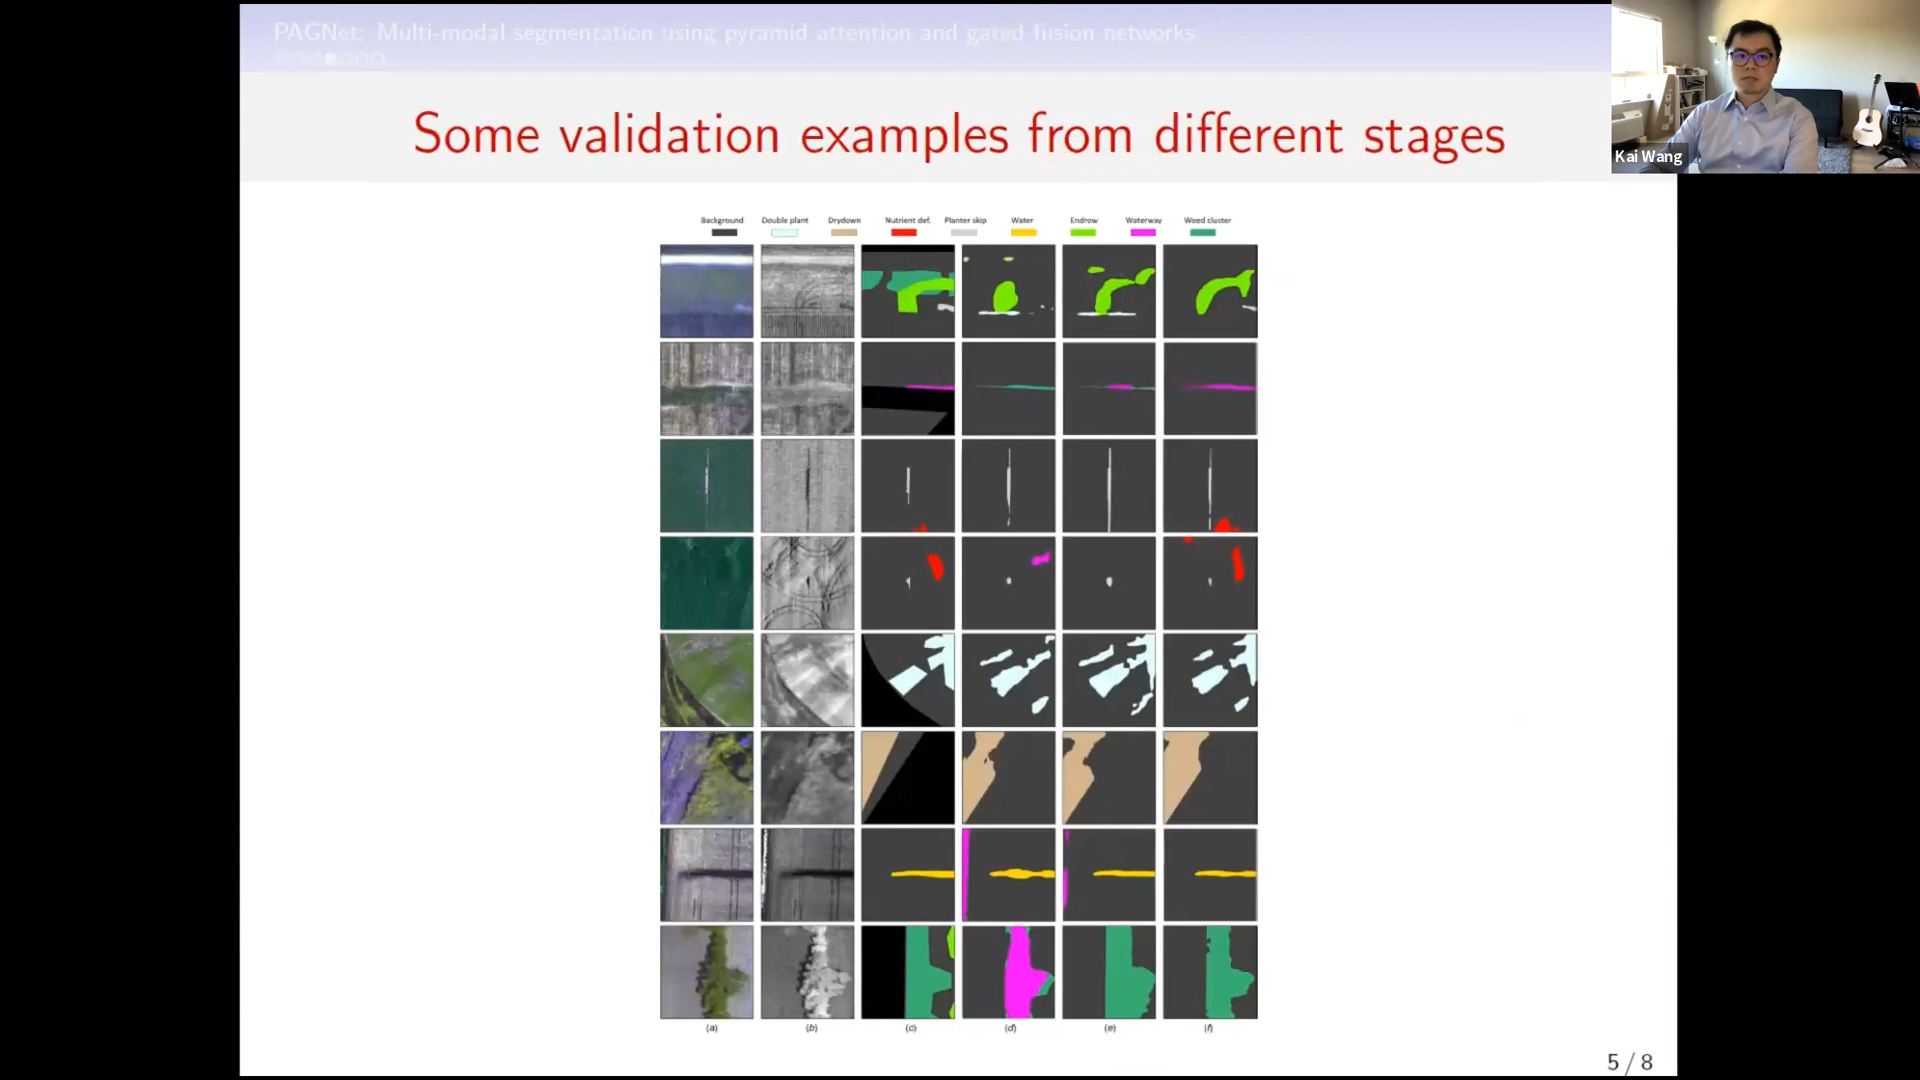 PAGNet: Multi-modal segmentation using pyramid attention and gated fusion networks
Some validation examples from different stages
Kai Wang
Background Double plant Drydown Nutrient def. Planter skip Water Endrow Waterway Weed cluster
(a) (b) (c) (d) (e) (f)
5 / 8